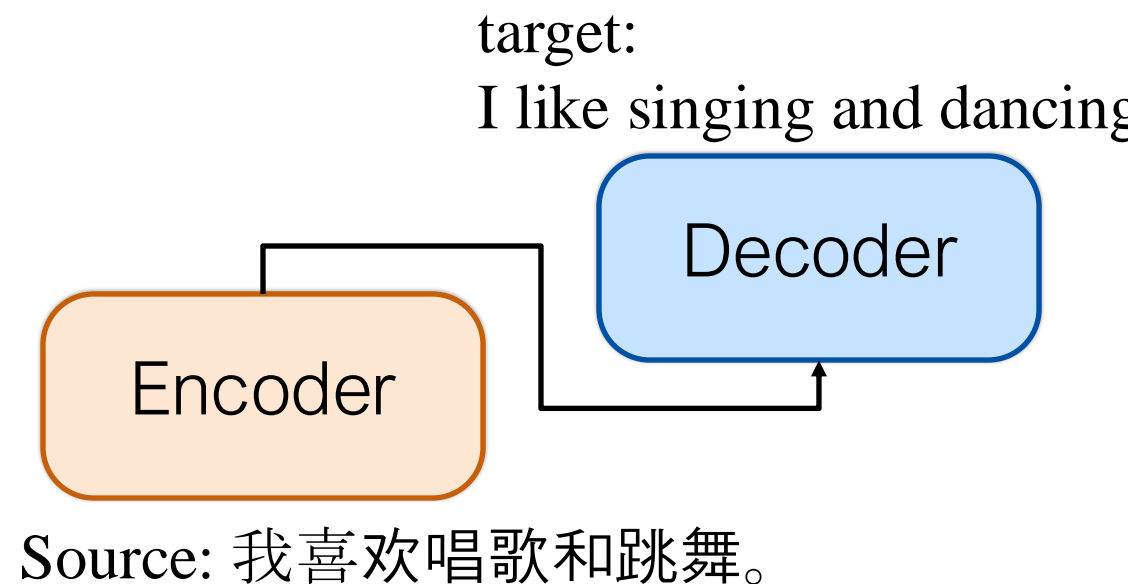 target:
I like singing and dancing
Decoder
Encoder
Source: 我喜欢唱歌和跳舞。